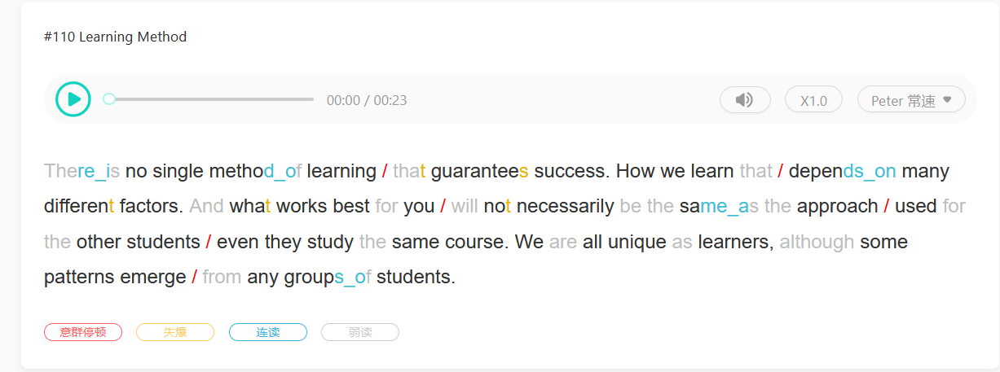 #110 Learning Method
00:00 / 00:23
X1.0
Peter 常速
There_is no single method_of learning / that guarantees success. How we learn that / depends_on many
different factors. And what works best for you / will not necessarily be the same_as the approach / used for
the other students / even they study the same course. We are all unique as learners, although some
patterns emerge / from any groups_of students.
意群停顿 失爆 连读 弱读